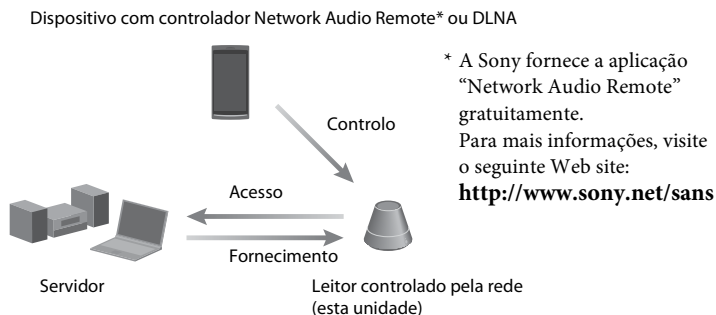 Dispositivo com controlador Network Audio Remote* ou DLNA
* A Sony fornece a aplicação
“Network Audio Remote”
gratuitamente.
Para mais informações, visite
o seguinte Web site:
http://www.sony.net/sans
Controlo
Acesso
Fornecimento
Servidor
Leitor controlado pela rede
(esta unidade)